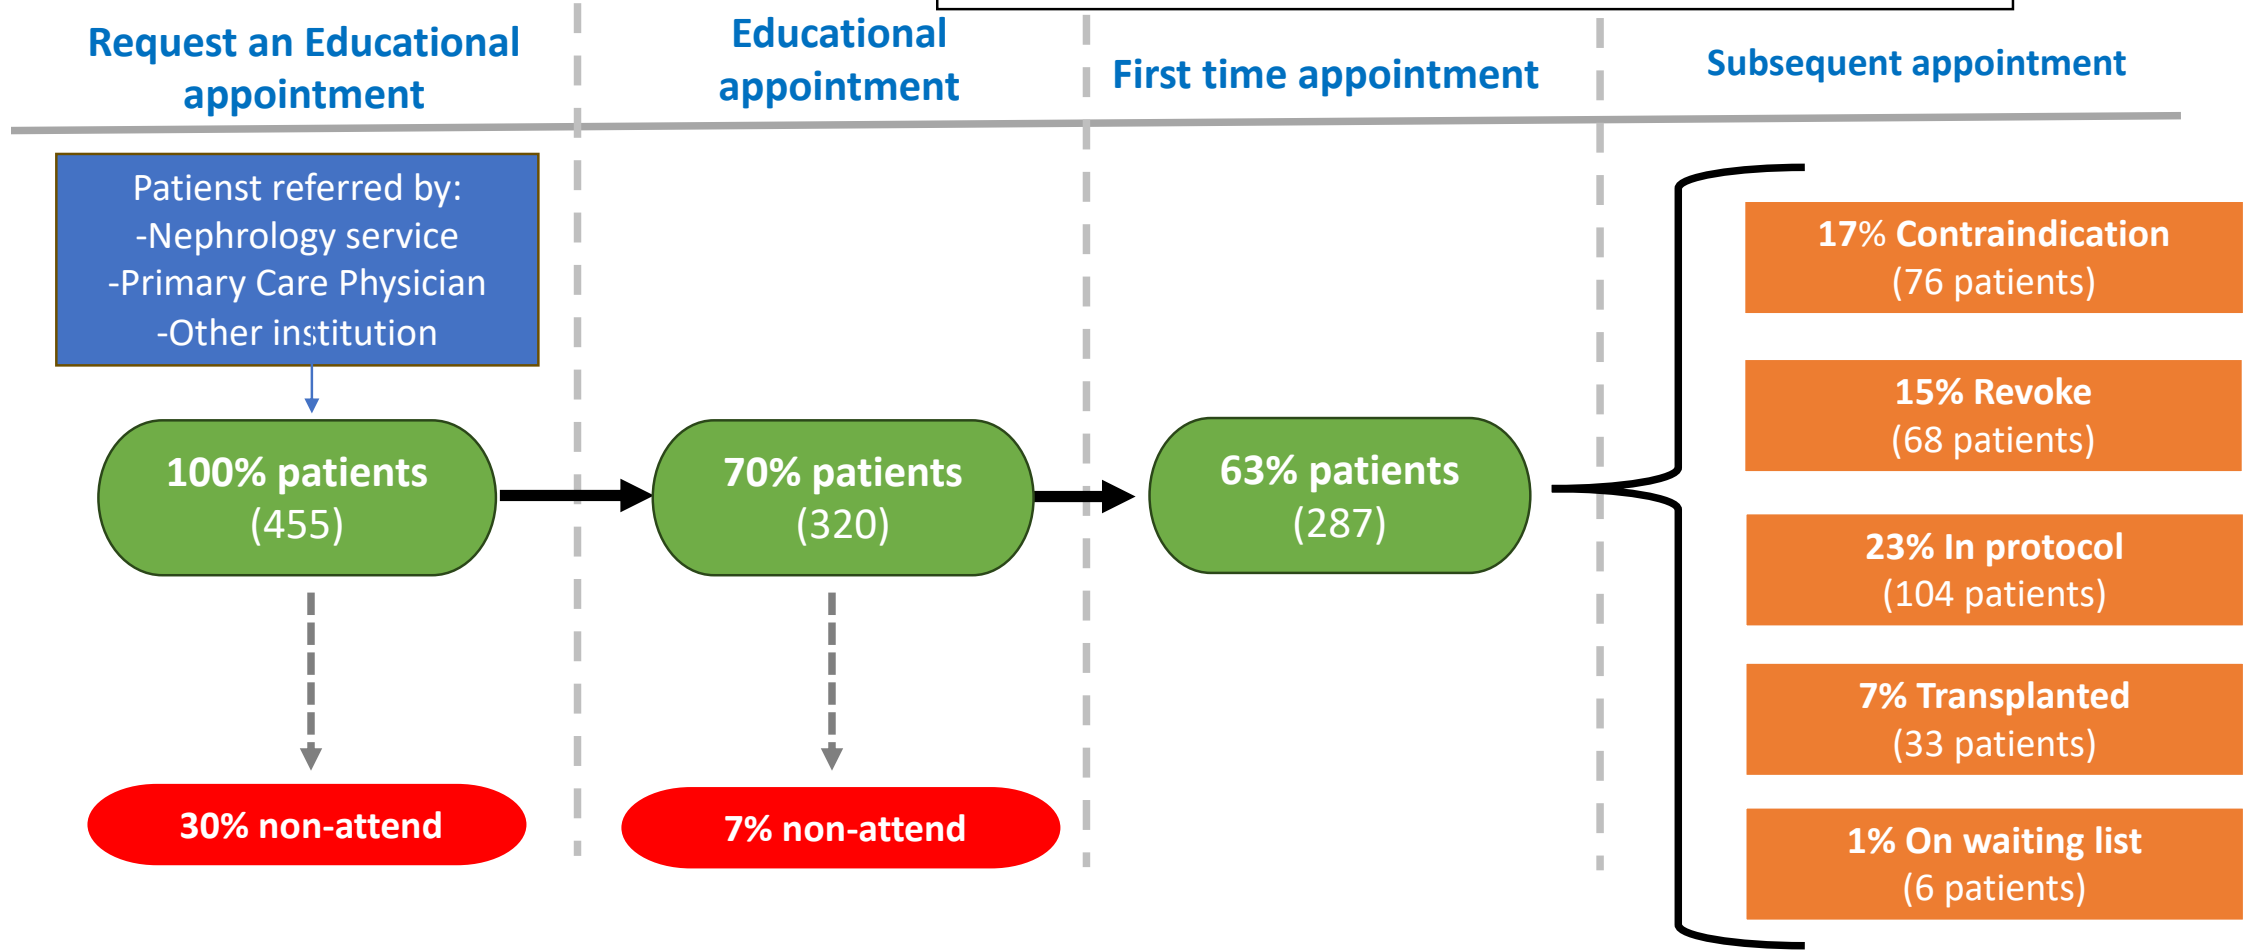 Request an Educational
appointment
Educational
appointment
First time appointment
Subsequent appointment
Patienst referred by:
-Nephrology service
-Primary Care Physician
-Other institution
100% patients
(455)
30% non-attend
70% patients
(320)
7% non-attend
63% patients
(287)
17% Contraindication
(76 patients)
15% Revoke
(68 patients)
23% In protocol
(104 patients)
7% Transplanted
(33 patients)
1% On waiting list
(6 patients)